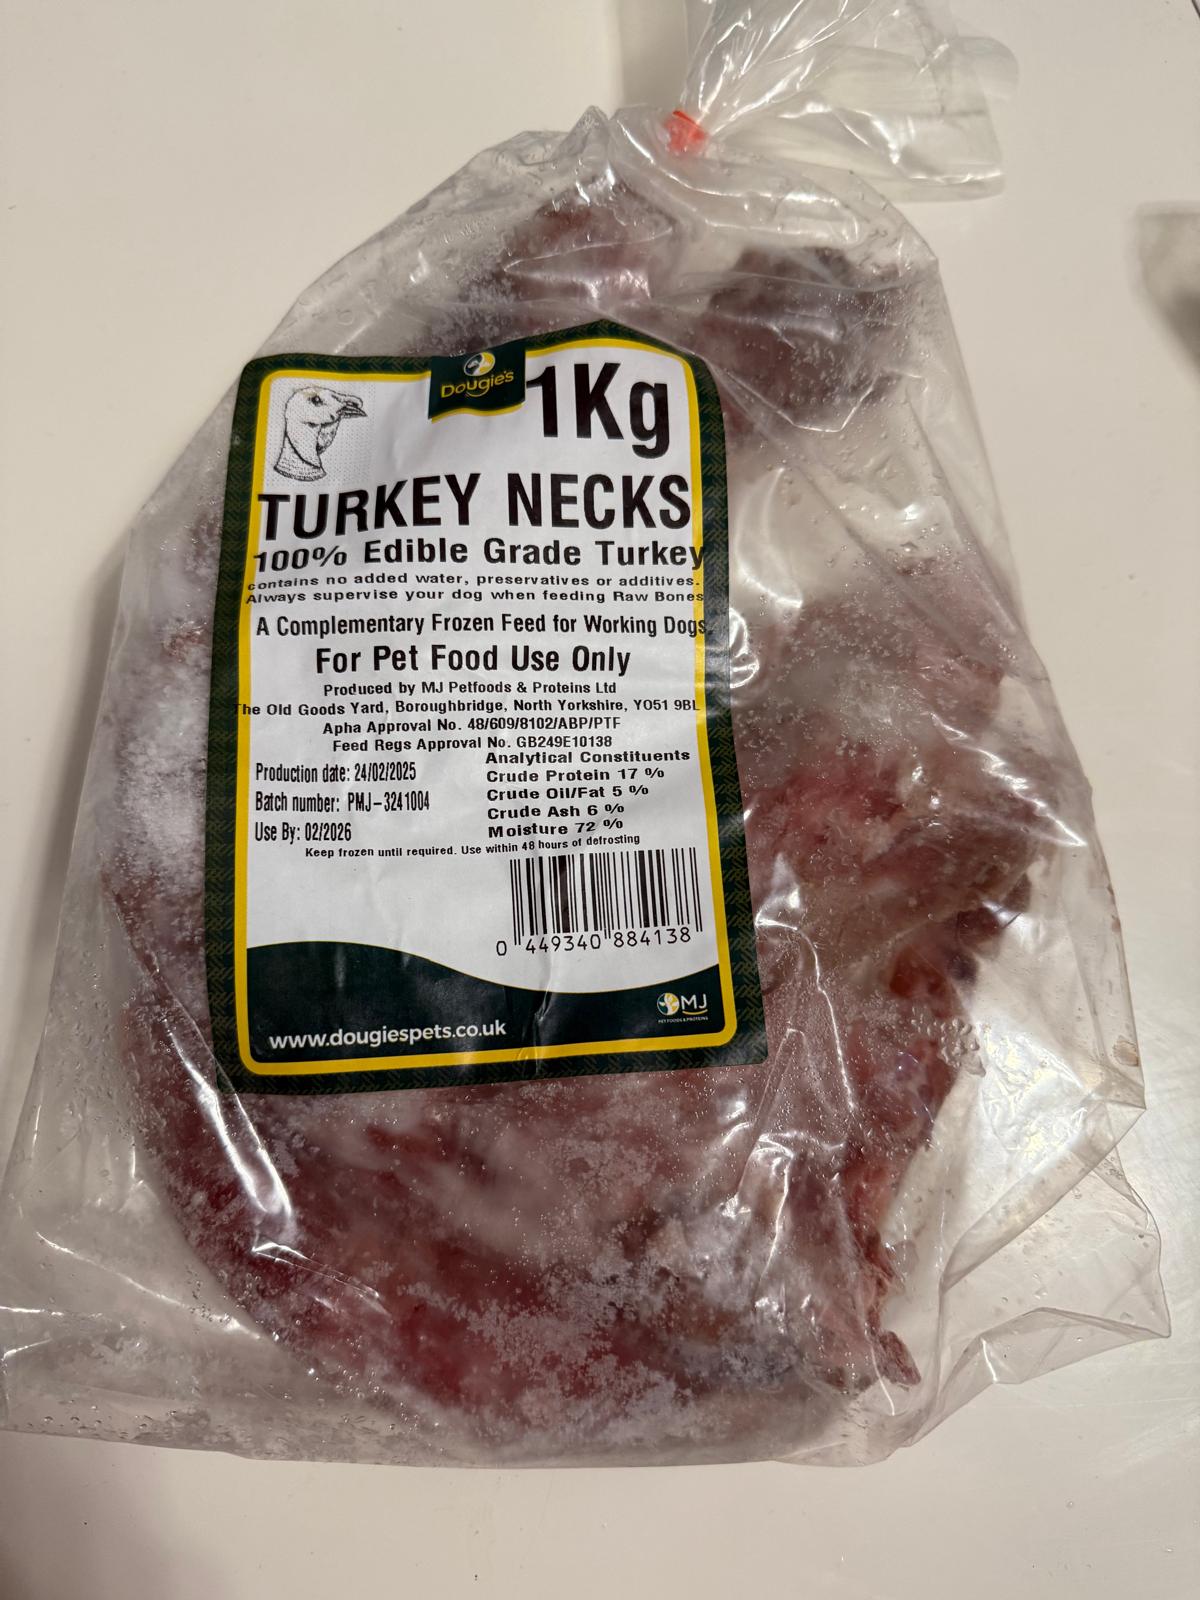 Dougie's
1Kg
TURKEY NECKS
100% Edible Grade Turkey
contains no added water, preservatives or additives.
Always supervise your dog when feeding Raw Bones
A Complementary Frozen Feed for Working Dogs.
For Pet Food Use Only
Produced by MJ Petfoods & Proteins Ltd
The Old Goods Yard, Boroughbridge, North Yorkshire, YO51 9BL
Apha Approval No. 48/609/8102/ABP/PTF
Feed Regs Approval No. GB249E10138
Analytical Constituents
Production date: 24/02/2025
Crude Protein 17 %
Crude Oil/Fat 5 %
Batch number: PMJ-3241004
Crude Ash 6 %
Use By: 02/2026
Moisture 72 %
Keep frozen until required. Use within 48 hours of defrosting
0 449340 884138
MJ
PET FOODS & PROTEINS
www.dougiespets.co.uk